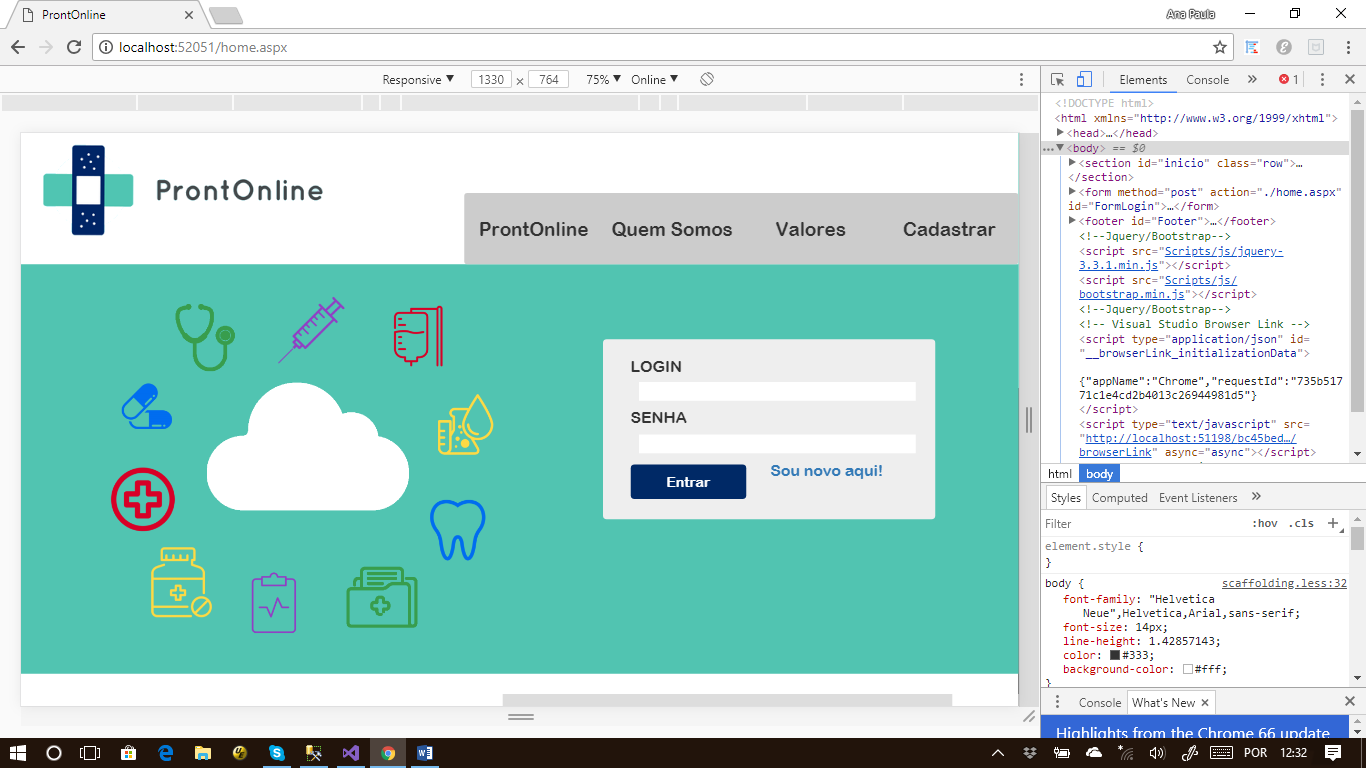 ProntOnline
Ana Paula
localhost:52051/home.aspx
Responsive ▼ 1330 x 764 75% ▼ Online ▼
Elements Console » 1
ProntOnline
ProntOnline Quem Somos Valores Cadastrar
LOGIN
SENHA
Entrar Sou novo aqui!
<!DOCTYPE html>
<html xmlns="http://www.w3.org/1999/xhtml">
▶<head>…</head>
…▼<body> == $0
▶<section id="inicio" class="row">…
</section>
▶<form method="post" action="./home.aspx"
id="FormLogin">…</form>
▶<footer id="Footer">…</footer>
<!--Jquery/Bootstrap-->
<script src="Scripts/js/jquery-
3.3.1.min.js"></script>
<script src="Scripts/js/
bootstrap.min.js"></script>
<!--Jquery/Bootstrap-->
<!-- Visual Studio Browser Link -->
<script type="application/json" id=
"__browserLink_initializationData">
{"appName":"Chrome","requestId":"735b517
71c1e4cd2b4013c26944981d5"}
</script>
<script type="text/javascript" src=
"http://localhost:51198/bc45bed…/
browserLink" async="async"></script>
html body
Styles Computed Event Listeners »
Filter :hov .cls +
element.style {
}
body { scaffolding.less:32
font-family: "Helvetica
Neue",Helvetica,Arial,sans-serif;
font-size: 14px;
line-height: 1.42857143;
color: #333;
background-color: #fff;
}
Console What's New ×
Highlights from the Chrome 66 update
POR 12:32